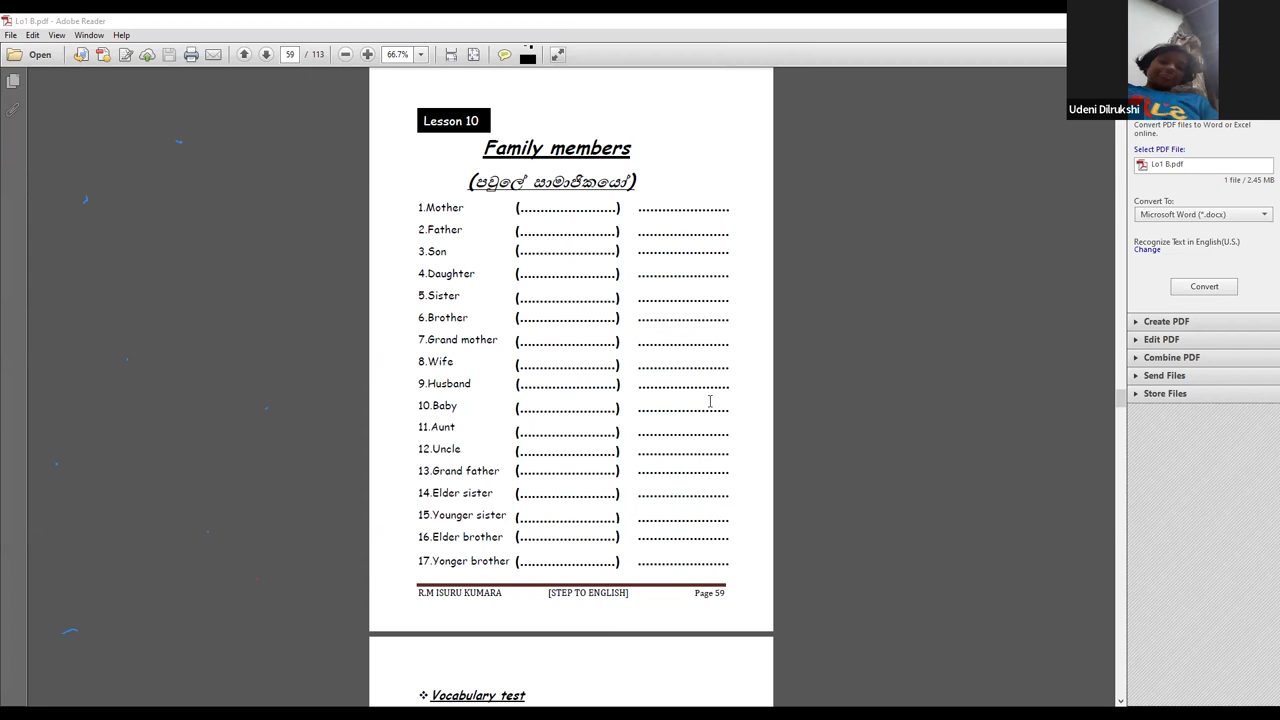 Lo1 B.pdf - Adobe Reader
File Edit View Window Help
Open 59 / 113 66.7%
Udeni Dilrukshi
Convert PDF files to Word or Excel
online.
Select PDF File:
Lo1 B.pdf
1 file / 2.45 MB
Convert To:
Microsoft Word (*.docx)
Recognize Text in English(U.S.)
Change
Convert
Create PDF
Edit PDF
Combine PDF
Send Files
Store Files
Lesson 10
Family members
(පවුලේ සාමාජිකයෝ)
1.Mother (........................) ........................
2.Father (........................) ........................
3.Son (........................) ........................
4.Daughter (........................) ........................
5.Sister (........................) ........................
6.Brother (........................) ........................
7.Grand mother (........................) ........................
8.Wife (........................) ........................
9.Husband (........................) ........................
10.Baby (........................) ........................
11.Aunt (........................) ........................
12.Uncle (........................) ........................
13.Grand father (........................) ........................
14.Elder sister (........................) ........................
15.Younger sister (........................) ........................
16.Elder brother (........................) ........................
17.Yonger brother (........................) ........................
R.M ISURU KUMARA [STEP TO ENGLISH] Page 59
❖ Vocabulary test